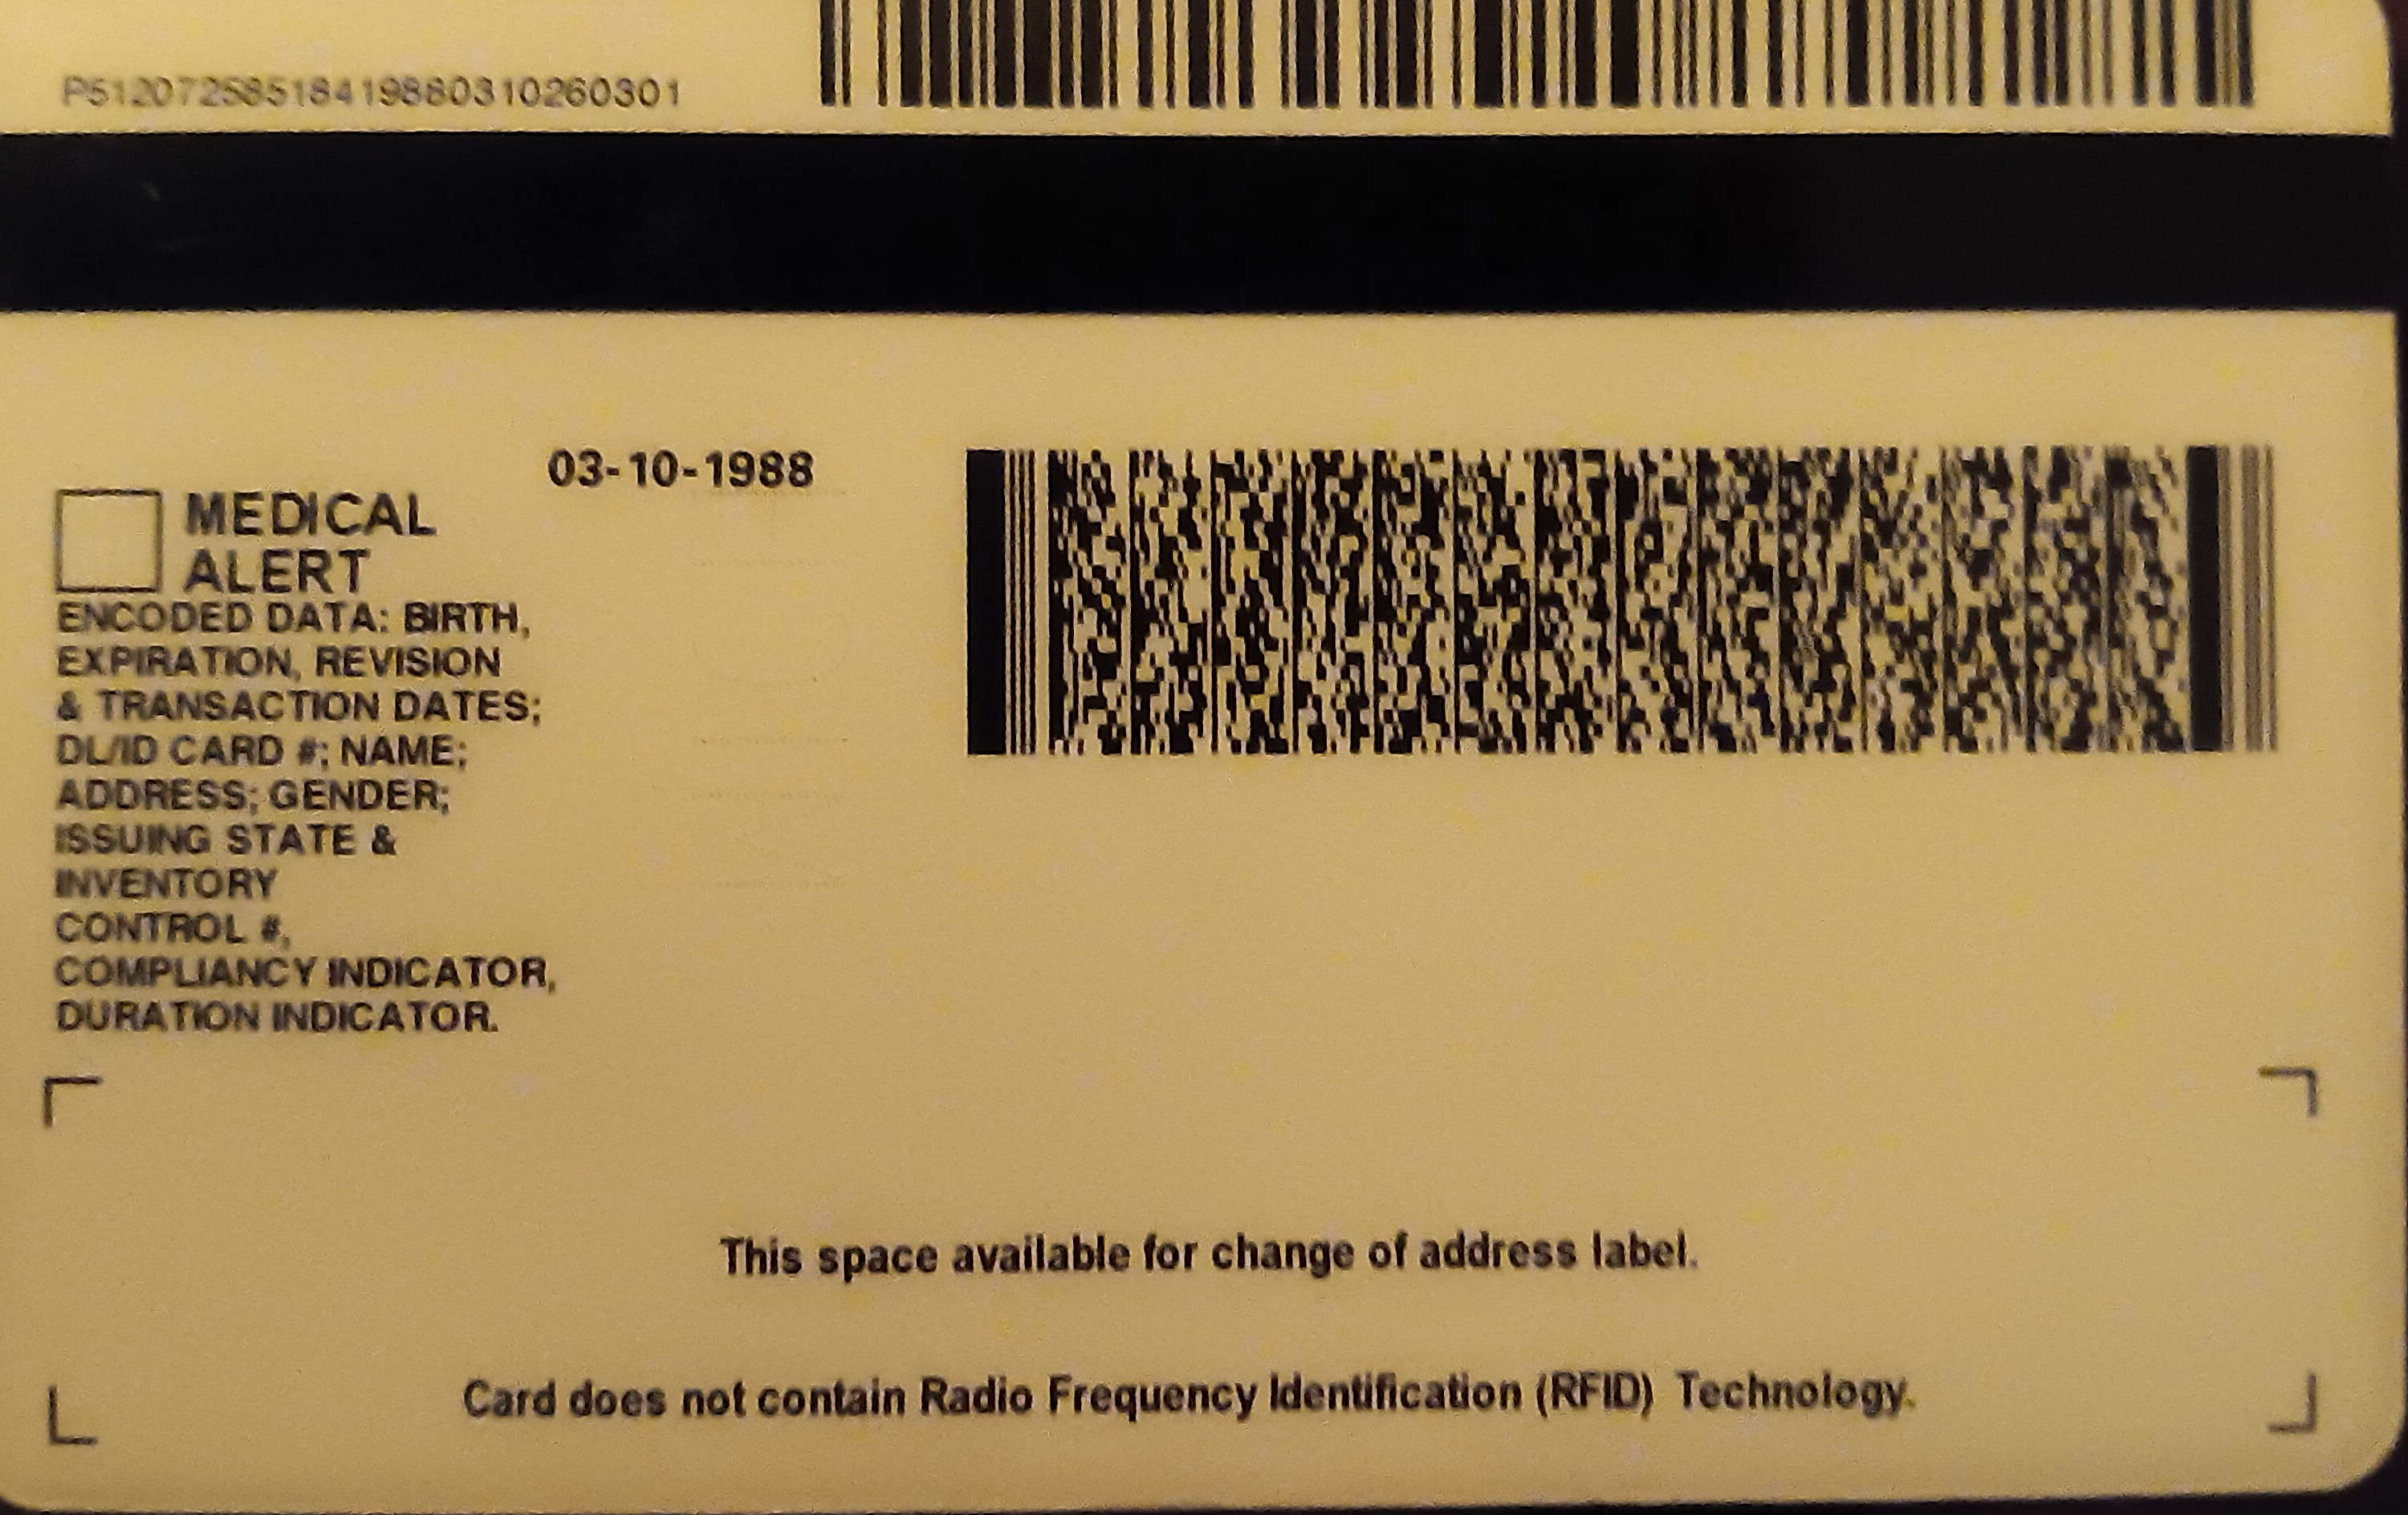 P51207258518419880310260301
03-10-1988
MEDICAL
ALERT
ENCODED DATA: BIRTH,
EXPIRATION, REVISION
& TRANSACTION DATES;
DL/ID CARD #; NAME;
ADDRESS; GENDER;
ISSUING STATE &
INVENTORY
CONTROL #,
COMPLIANCY INDICATOR,
DURATION INDICATOR.
This space available for change of address label.
Card does not contain Radio Frequency Identification (RFID) Technology.